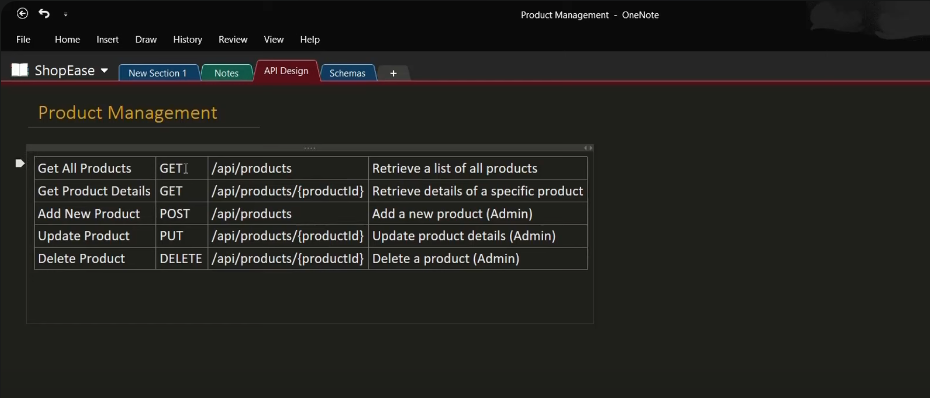 Product Management - OneNote
File Home Insert Draw History Review View Help
ShopEase New Section 1 Notes API Design Schemas +
Product Management
Get All Products GET /api/products Retrieve a list of all products
Get Product Details GET /api/products/{productId} Retrieve details of a specific product
Add New Product POST /api/products Add a new product (Admin)
Update Product PUT /api/products/{productId} Update product details (Admin)
Delete Product DELETE /api/products/{productId} Delete a product (Admin)